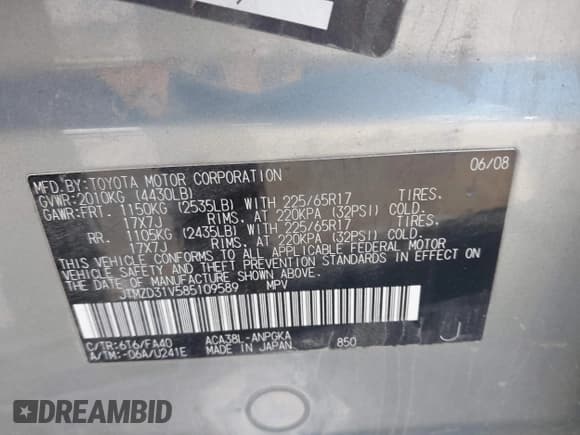 MFD.BY:TOYOTA MOTOR CORPORATION 06/08
GVWR:2010KG (4430LB)
GAWR:FRT. 1150KG (2535LB) WITH 225/65R17 TIRES.
17X7J RIMS, AT 220KPA (32PSI) COLD.
RR. 1105KG (2435LB) WITH 225/65R17 TIRES.
17X7J RIMS, AT 220KPA (32PSI) COLD.
THIS VEHICLE CONFORMS TO ALL APPLICABLE FEDERAL MOTOR
VEHICLE SAFETY AND BUMPER STANDARDS IN EFFECT ON
THE DATE OF MANUFACTURE SHOWN ABOVE.
JTMZD31V585109589 MPV
C/TR:6T6/FA40 ACA38L-ANPGKA
A/TM:-06A/U241E MADE IN JAPAN 850 U
DREAMBID